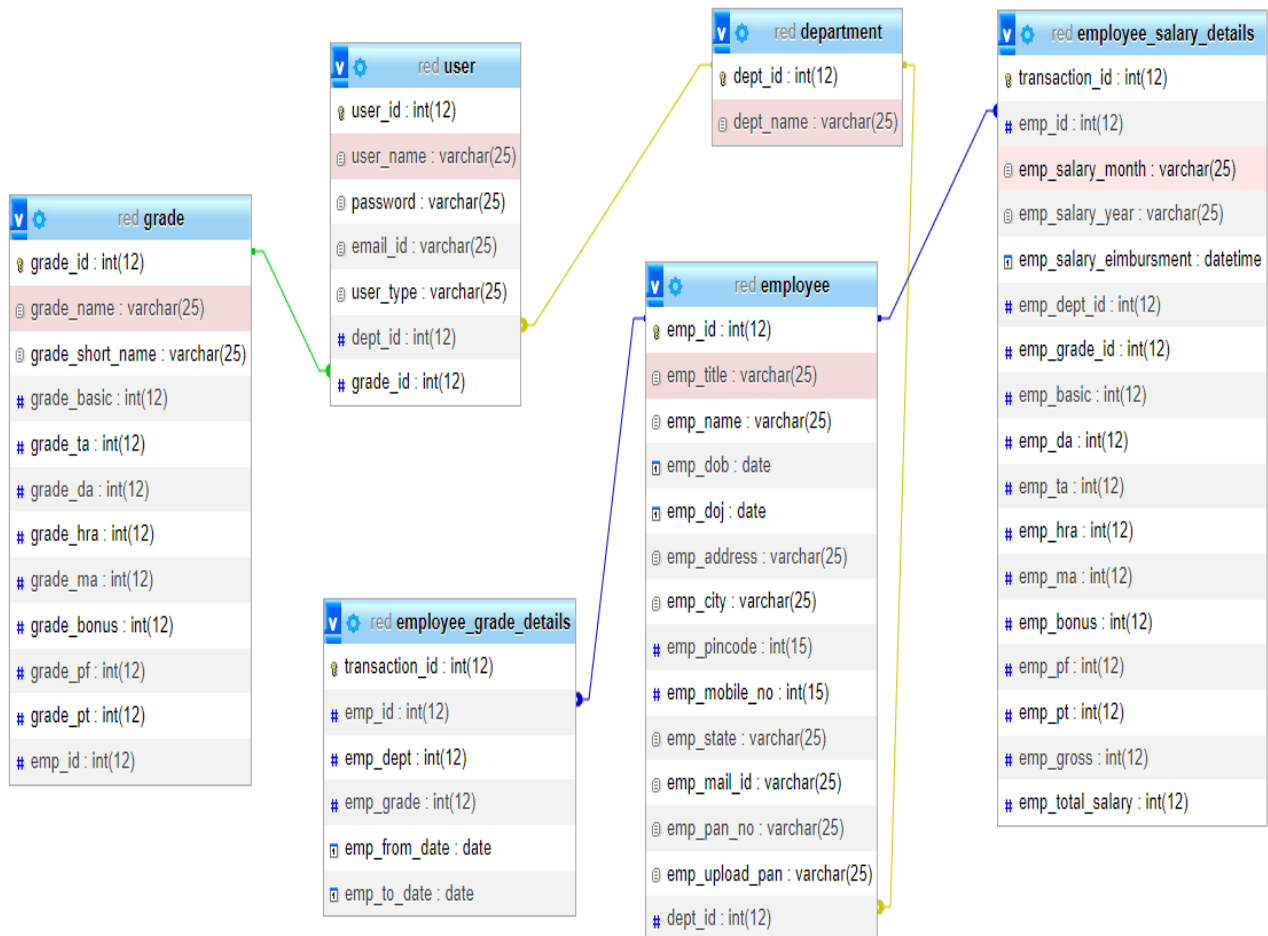 red grade
grade_id : int(12)
grade_name : varchar(25)
grade_short_name : varchar(25)
grade_basic : int(12)
grade_ta : int(12)
grade_da : int(12)
grade_hra : int(12)
grade_ma : int(12)
grade_bonus : int(12)
grade_pf : int(12)
grade_pt : int(12)
emp_id : int(12)
red user
user_id : int(12)
user_name : varchar(25)
password : varchar(25)
email_id : varchar(25)
user_type : varchar(25)
dept_id : int(12)
grade_id : int(12)
red employee_grade_details
transaction_id : int(12)
emp_id : int(12)
emp_dept : int(12)
emp_grade : int(12)
emp_from_date : date
emp_to_date : date
red department
dept_id : int(12)
dept_name : varchar(25)
red employee
emp_id : int(12)
emp_title : varchar(25)
emp_name : varchar(25)
emp_dob : date
emp_doj : date
emp_address : varchar(25)
emp_city : varchar(25)
emp_pincode : int(15)
emp_mobile_no : int(15)
emp_state : varchar(25)
emp_mail_id : varchar(25)
emp_pan_no : varchar(25)
emp_upload_pan : varchar(25)
dept_id : int(12)
red employee_salary_details
transaction_id : int(12)
emp_id : int(12)
emp_salary_month : varchar(25)
emp_salary_year : varchar(25)
emp_salary_eimbursment : datetime
emp_dept_id : int(12)
emp_grade_id : int(12)
emp_basic : int(12)
emp_da : int(12)
emp_ta : int(12)
emp_hra : int(12)
emp_ma : int(12)
emp_bonus : int(12)
emp_pf : int(12)
emp_pt : int(12)
emp_gross : int(12)
emp_total_salary : int(12)